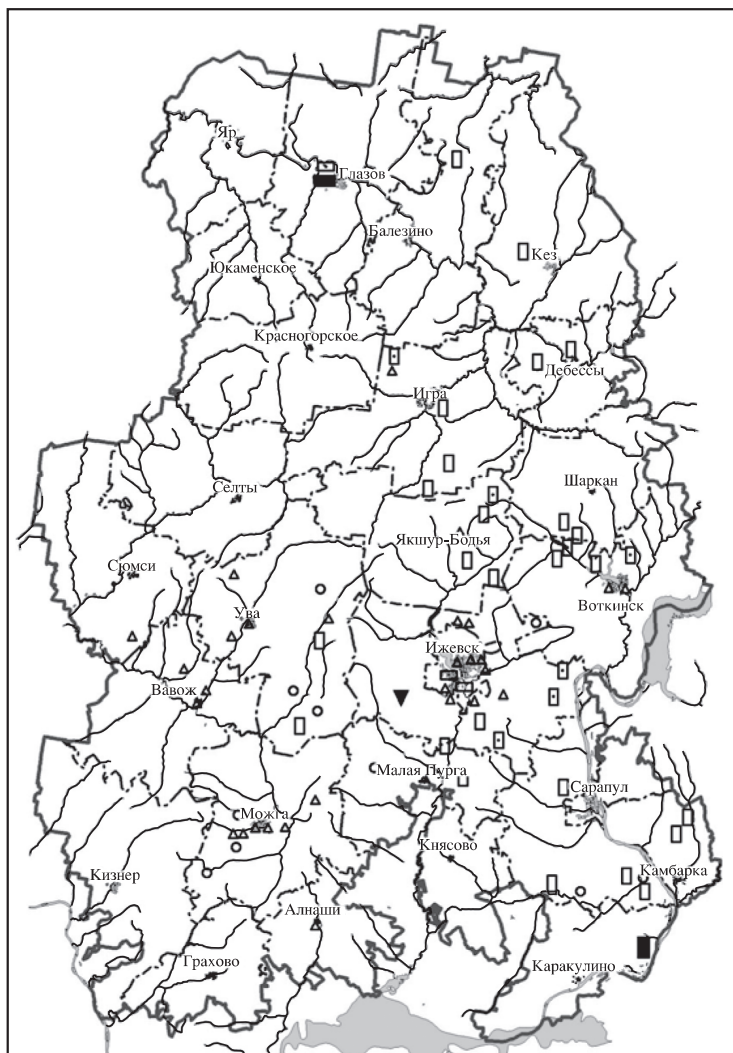 Яр
Глазов
Балезино
Кез
Юкаменское
Красногорское
Дебессы
Игра
Шаркан
Селты
Якшур-Бодья
Сюмси
Воткинск
Ува
Ижевск
Вавож
Малая Пурга
Сарапул
Можга
Княсово
Кизнер
Камбарка
Алнаши
Грахово
Каракулино